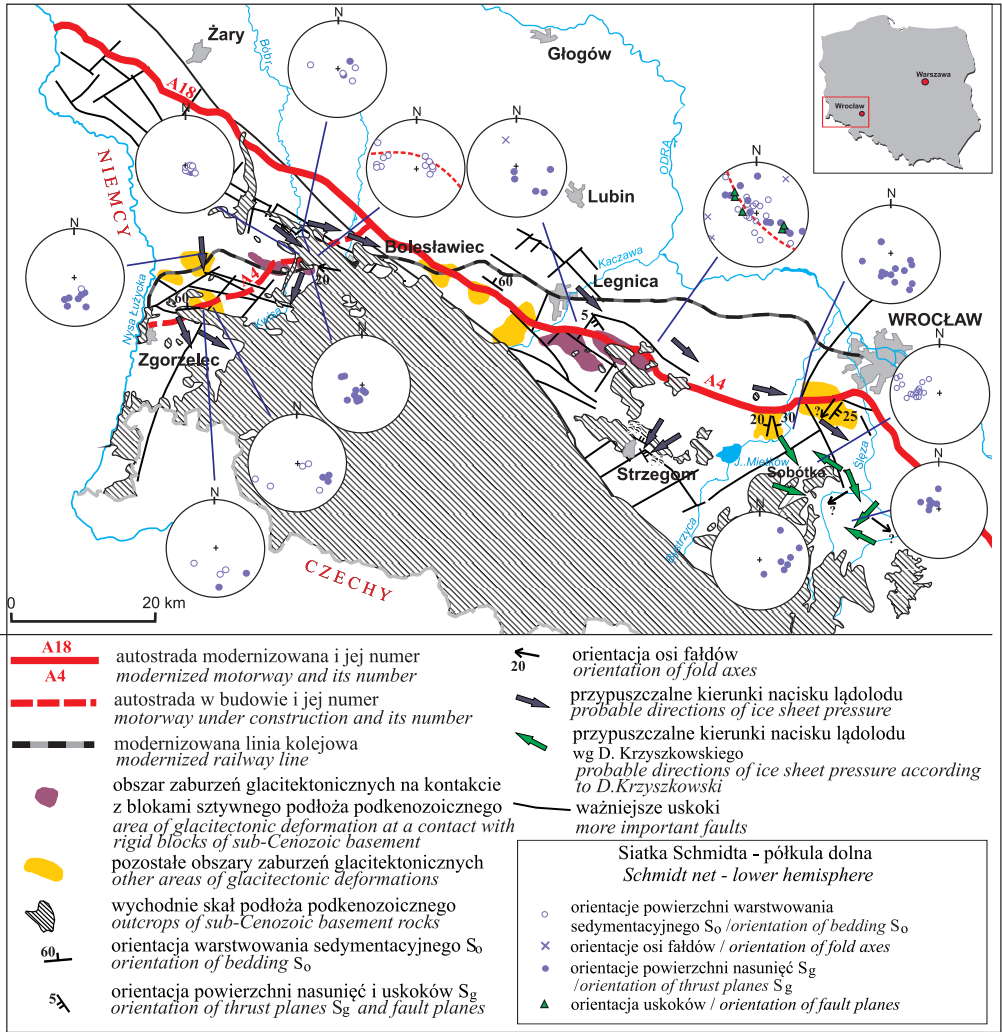 N
Żary
Bóbr
Głogów
Warszawa
Wrocław
A18
N
N
N
ODRA
N
NIEMCY
Lubin
N
N
Bolesławiec
Kaczawa
60
A4
20
60
Legnica
Nysa Łużycka
Kwisa
5
WROCŁAW
Zgorzelec
N
N
A4
N
20
30
?
25
Strzegom
J..Mietków
Sobótka
Ślęza
N
N
N
Bystrzyca
?
?
CZECHY
0
20 km
A18
autostrada modernizowana i jej numer
A4
modernized motorway and its number
autostrada w budowie i jej numer
motorway under construction and its number
modernizowana linia kolejowa
modernized railway line
obszar zaburzeń glacitektonicznych na kontakcie
z blokami sztywnego podłoża podkenozoicznego
area of glacitectonic deformation at a contact with
rigid blocks of sub-Cenozoic basement
pozostałe obszary zaburzeń glacitektonicznych
other areas of glacitectonic deformations
wychodnie skał podłoża podkenozoicznego
outcrops of sub-Cenozoic basement rocks
60
orientacja warstwowania sedymentacyjnego So
orientation of bedding So
5
orientacja powierzchni nasunięć i uskoków Sg
orientation of thrust planes Sg and fault planes
20
orientacja osi fałdów
orientation of fold axes
przypuszczalne kierunki nacisku lądolodu
probable directions of ice sheet pressure
przypuszczalne kierunki nacisku lądolodu
wg D. Krzyszkowskiego
probable directions of ice sheet pressure according
to D.Krzyszkowski
ważniejsze uskoki
more important faults
Siatka Schmidta - półkula dolna
Schmidt net - lower hemisphere
orientacje powierzchni warstwowania
sedymentacyjnego So /orientation of bedding So
orientacje osi fałdów / orientation of fold axes
orientacje powierzchni nasunięć Sg
/orientation of thrust planes Sg
orientacja uskoków / orientation of fault planes